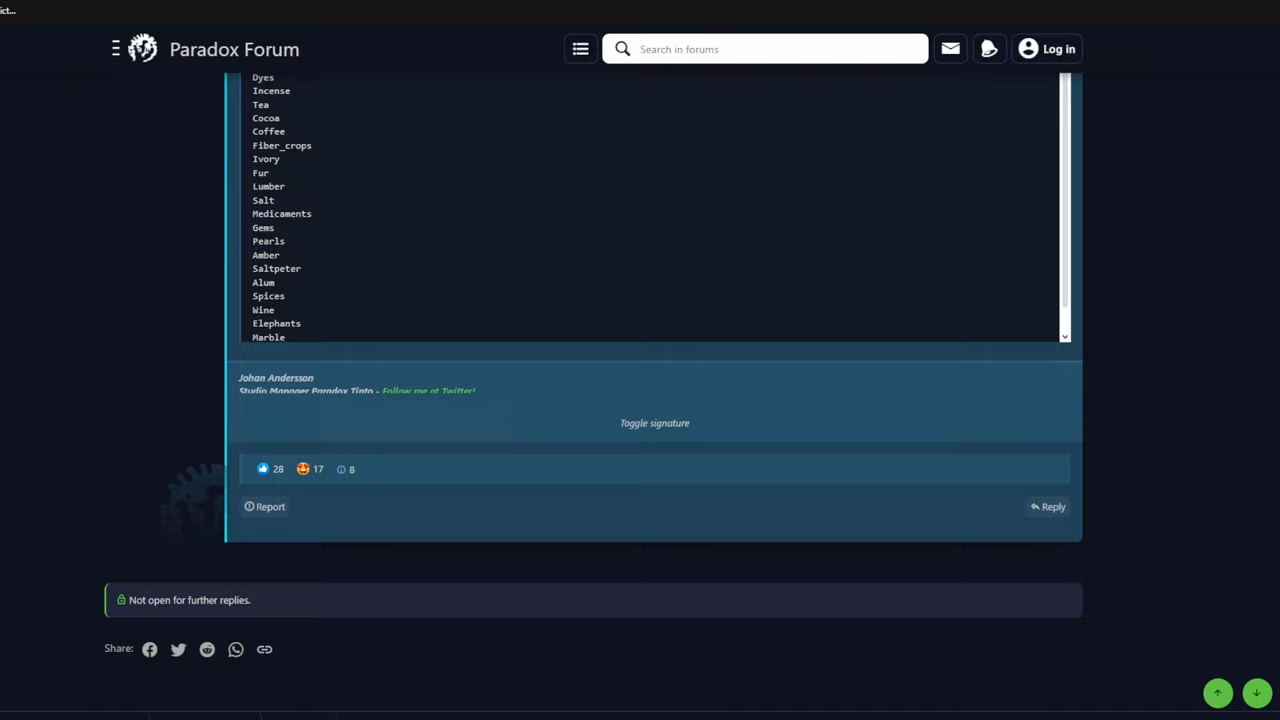 ict...
Paradox Forum
Search in forums
Log in
Dyes
Incense
Tea
Cocoa
Coffee
Fiber_crops
Ivory
Fur
Lumber
Salt
Medicaments
Gems
Pearls
Amber
Saltpeter
Alum
Spices
Wine
Elephants
Marble
Johan Andersson
Studio Manager Paradox Tinto - Follow me at Twitter!
Toggle signature
28 17 8
Report
Reply
Not open for further replies.
Share: